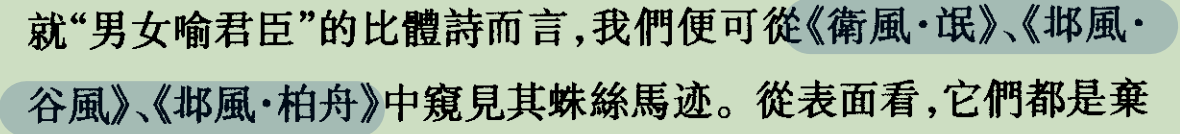 就“男女喻君臣”的比體詩而言，我們便可從《衛風·氓》、《邶風·
谷風》、《邶風·柏舟》中窺見其蛛絲馬迹。從表面看，它們都是棄